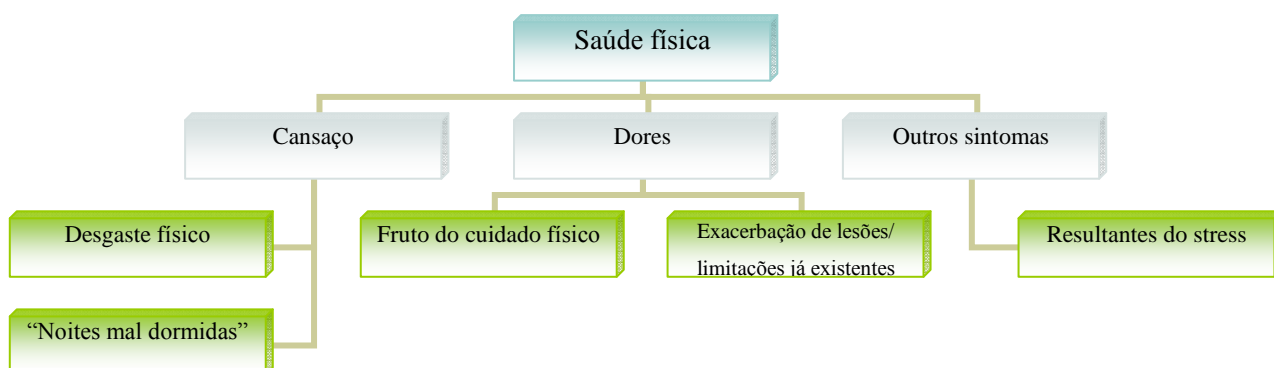 Saúde física
Cansaço
Dores
Outros sintomas
Desgaste físico
Fruto do cuidado físico
Exacerbação de lesões/
limitações já existentes
Resultantes do stress
“Noites mal dormidas”